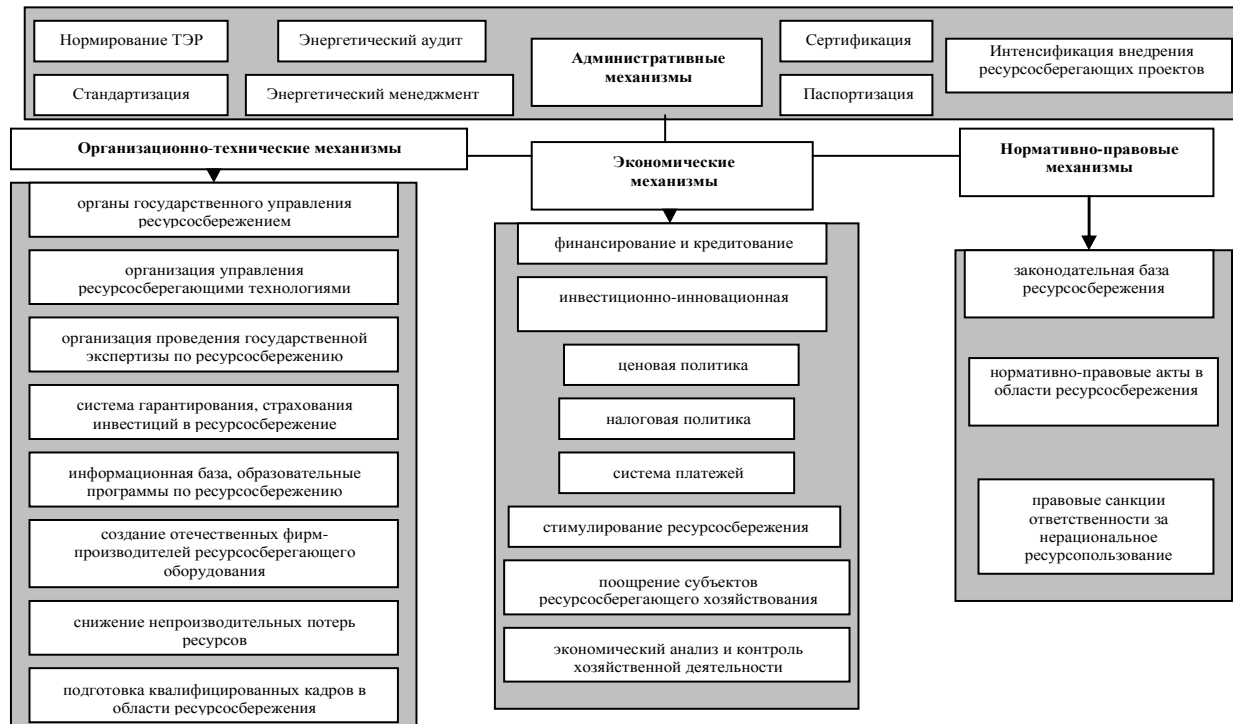 Нормирование ТЭР
Энергетический аудит
Стандартизация
Энергетический менеджмент
Административные
механизмы
Сертификация
Паспортизация
Интенсификация внедрения
ресурсосберегающих проектов
Организационно-технические механизмы
Экономические
механизмы
Нормативно-правовые
механизмы
органы государственного управления
ресурсосбережением
организация управления
ресурсосберегающими технологиями
организация проведения государственной
экспертизы по ресурсосбережению
система гарантирования, страхования
инвестиций в ресурсосбережение
информационная база, образовательные
программы по ресурсосбережению
создание отечественных фирм-
производителей ресурсосберегающего
оборудования
снижение непроизводительных потерь
ресурсов
подготовка квалифицированных кадров в
области ресурсосбережения
финансирование и кредитование
инвестиционно-инновационная
ценовая политика
налоговая политика
система платежей
стимулирование ресурсосбережения
поощрение субъектов
ресурсосберегающего хозяйствования
экономический анализ и контроль
хозяйственной деятельности
законодательная база
ресурсосбережения
нормативно-правовые акты в
области ресурсосбережения
правовые санкции
ответственности за
нерациональное
ресурсопользование